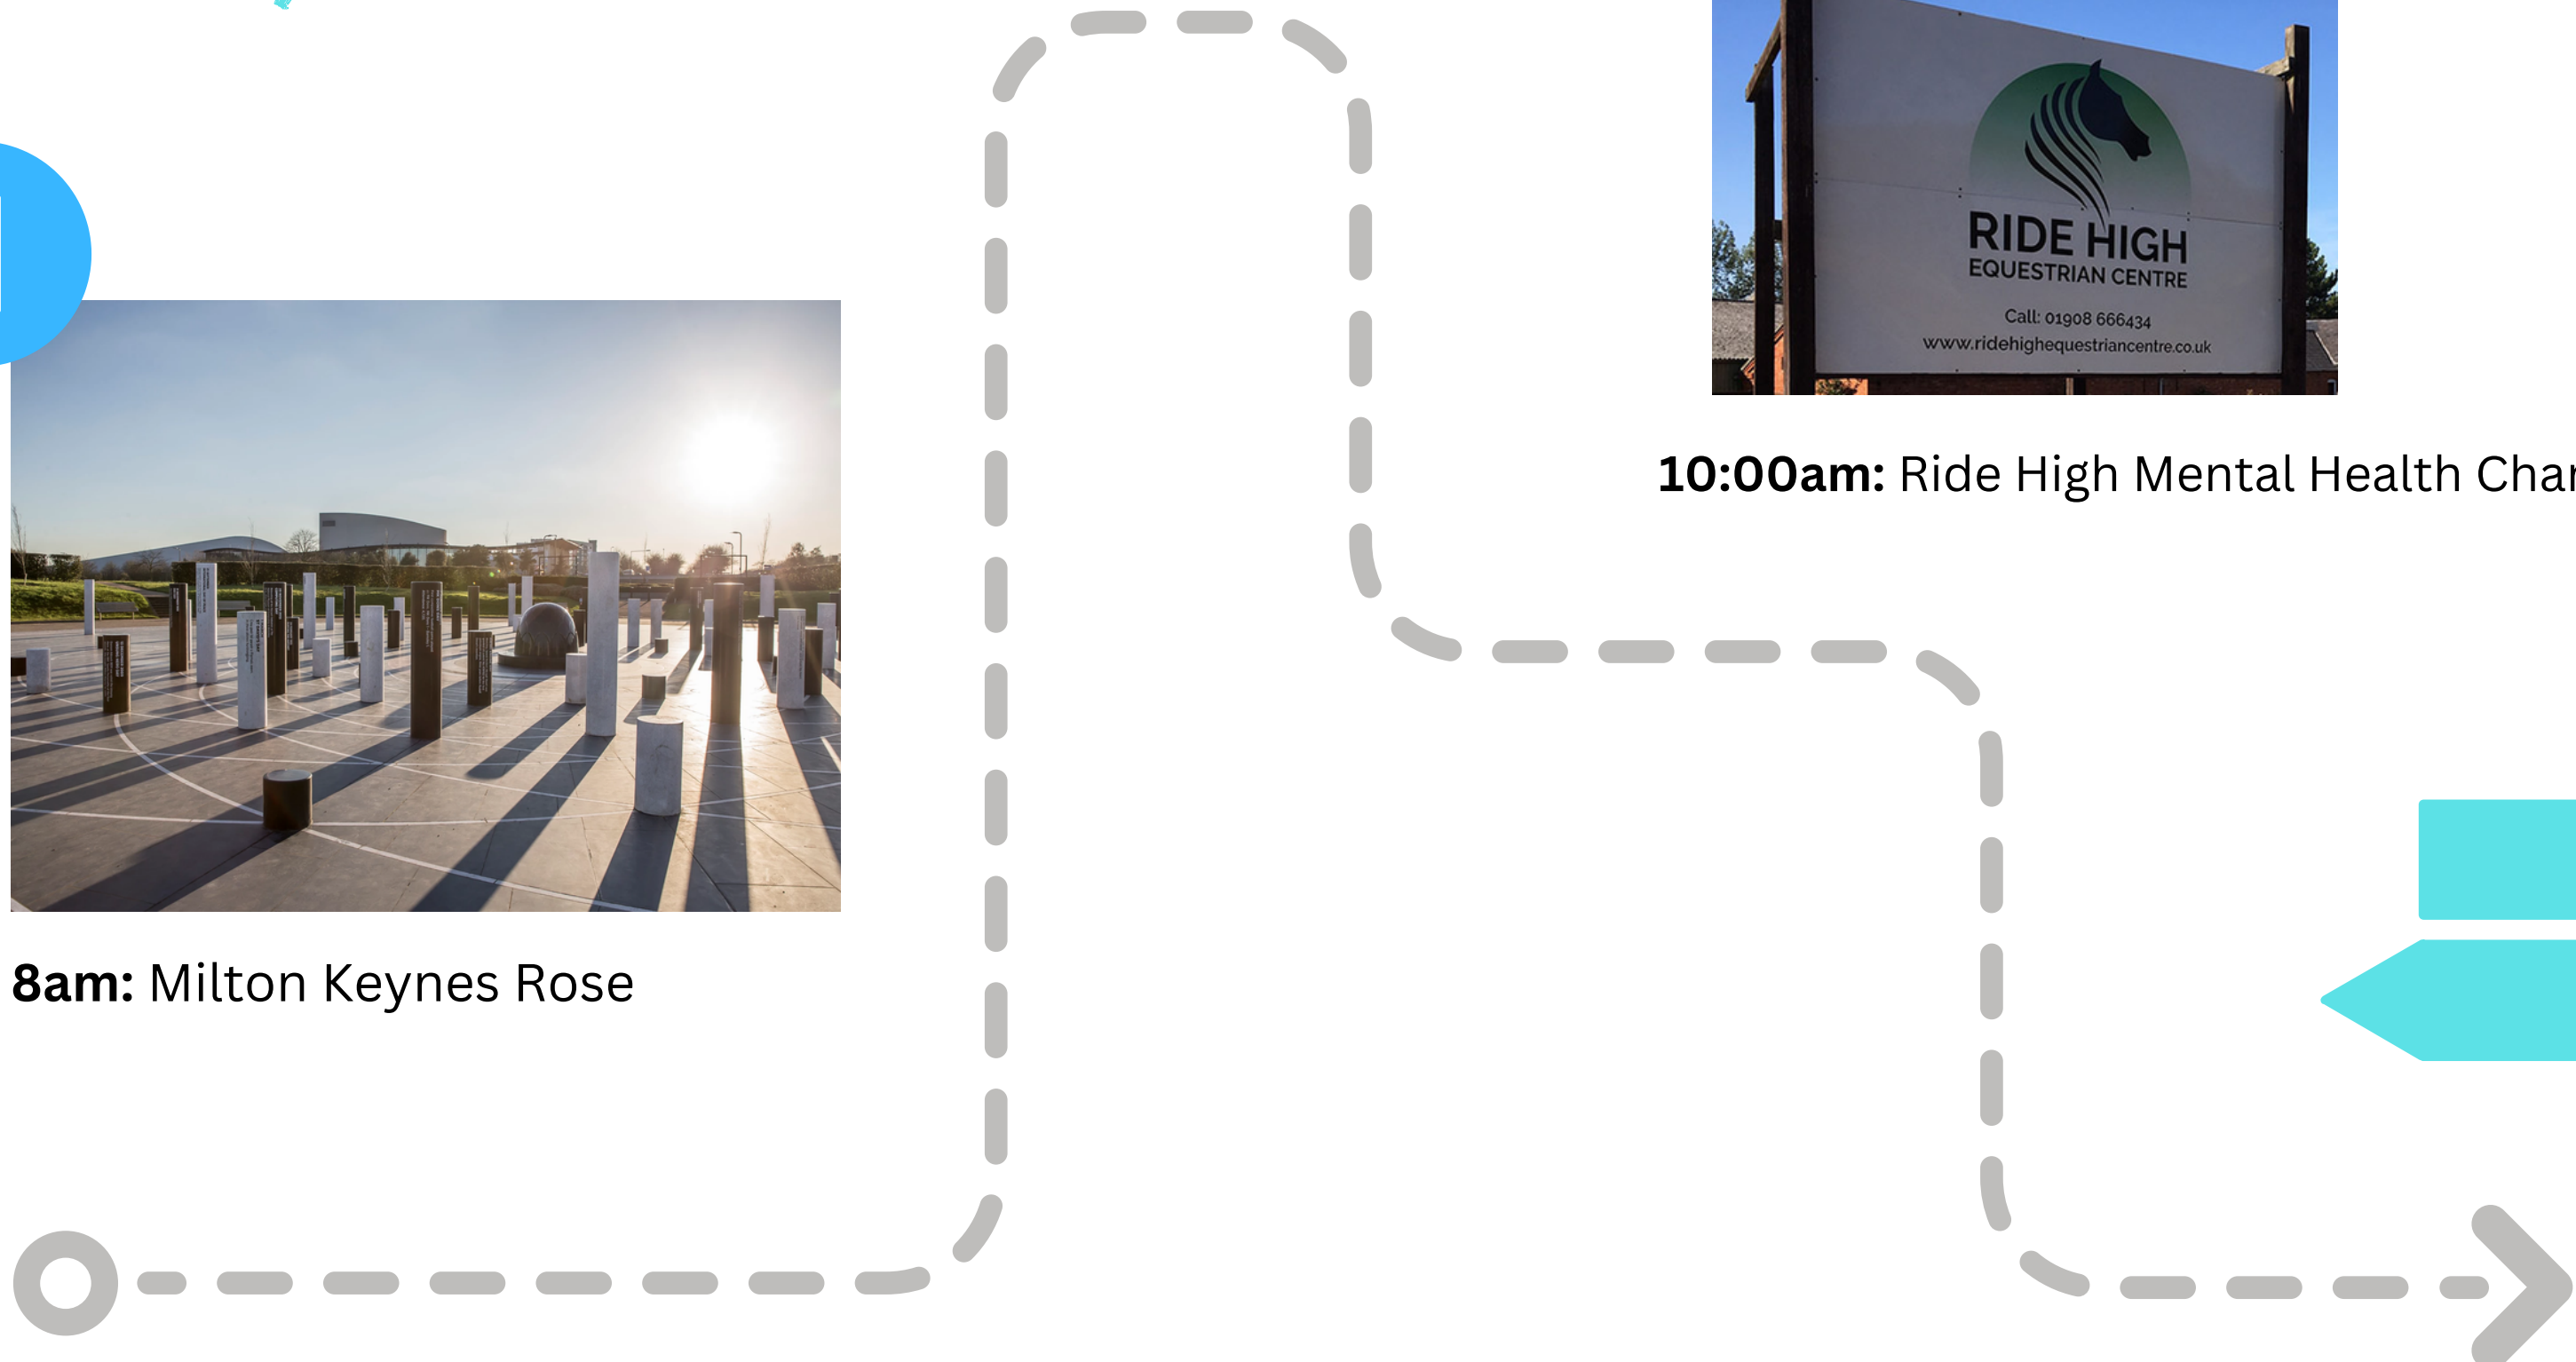 RIDE HIGH
EQUESTRIAN CENTRE
Call: 01908 666434
www.ridehighequestriancentre.co.uk
10:00am: Ride High Mental Health
8am: Milton Keynes Rose